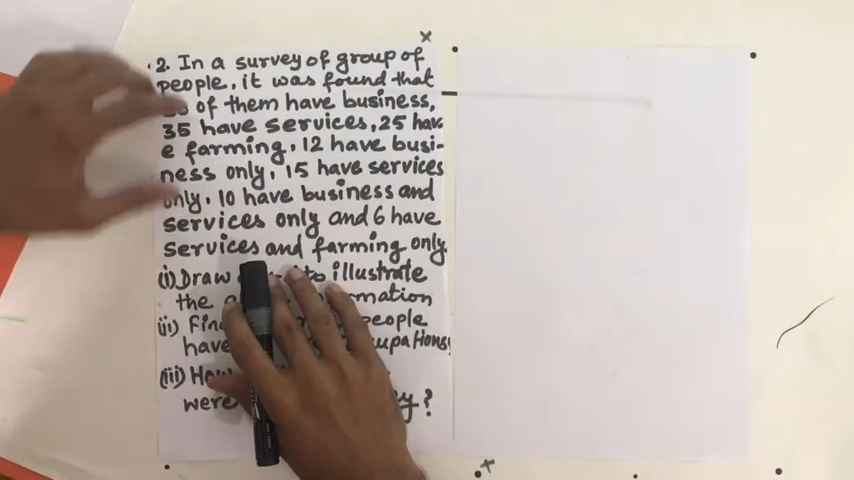 2. In a survey of group of
people, it was found that
of them have business,
35 have services, 25 hav
e farming, 12 have busi-
ness only, 15 have services
only, 10 have business and
services only and 6 have
services and farming only.
(i) Draw to illustrate
the
ii) people
have
(iii)
were ?